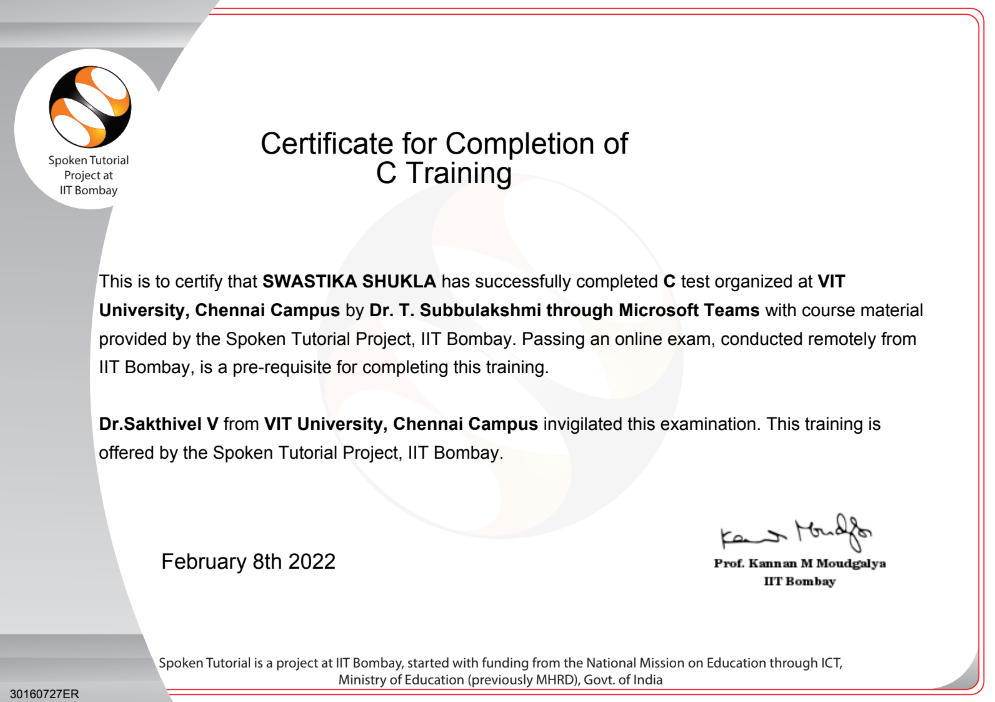 Spoken Tutorial
Project at
IIT Bombay
Certificate for Completion of
C Training
This is to certify that SWASTIKA SHUKLA has successfully completed C test organized at VIT
University, Chennai Campus by Dr. T. Subbulakshmi through Microsoft Teams with course material
provided by the Spoken Tutorial Project, IIT Bombay. Passing an online exam, conducted remotely from
IIT Bombay, is a pre-requisite for completing this training.
Dr.Sakthivel V from VIT University, Chennai Campus invigilated this examination. This training is
offered by the Spoken Tutorial Project, IIT Bombay.
February 8th 2022
Kannan Moudgalya
Prof. Kannan M Moudgalya
IIT Bombay
Spoken Tutorial is a project at IIT Bombay, started with funding from the National Mission on Education through ICT,
Ministry of Education (previously MHRD), Govt. of India
30160727ER